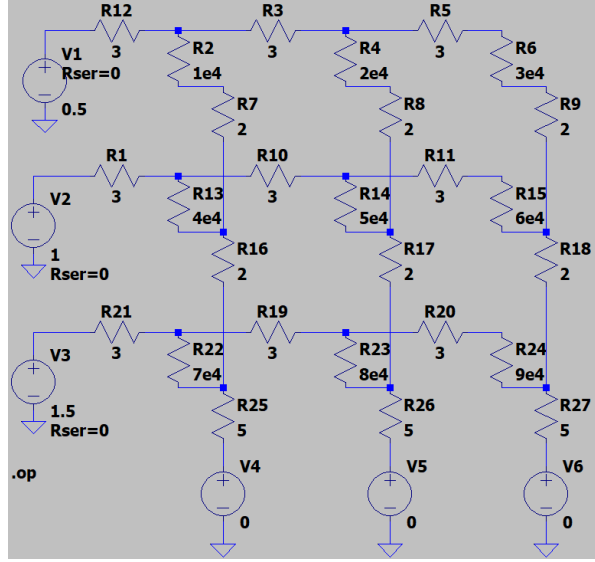 R12 R3 R5
3 3 3
V1
Rser=0
0.5
R2
1e4
R4
2e4
R6
3e4
R7
2
R8
2
R9
2
R1 R10 R11
3 3 3
V2
1
Rser=0
R13
4e4
R14
5e4
R15
6e4
R16
2
R17
2
R18
2
R21 R19 R20
3 3 3
V3
1.5
Rser=0
R22
7e4
R23
8e4
R24
9e4
R25
5
R26
5
R27
5
.op
V4
0
V5
0
V6
0